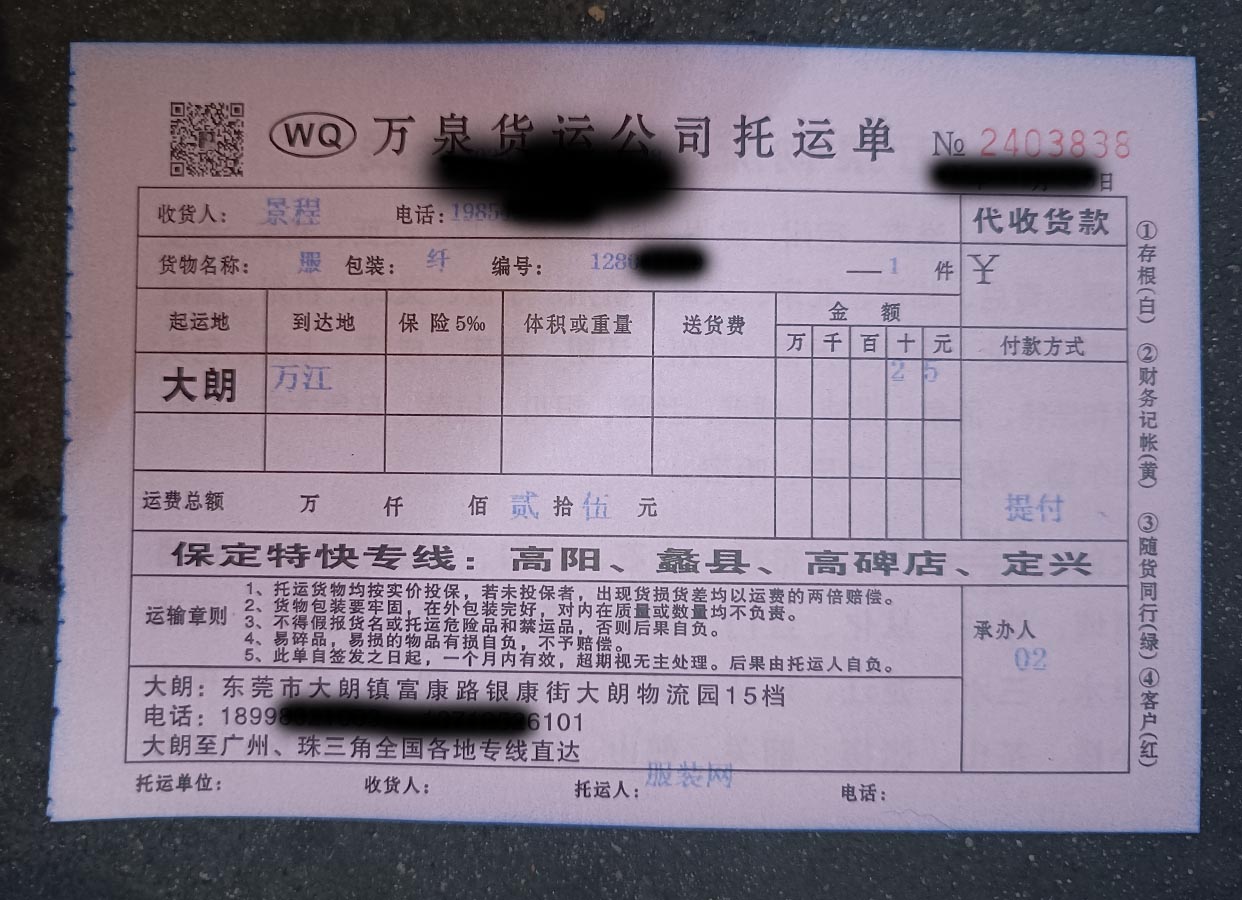 WQ 万泉货运公司托运单 № 2403838
日
收货人： 景程 电话：1985
货物名称： 服 包装： 纤 编号： 1286 —1 件
代收货款
￥
起运地 到达地 保险5‰ 体积或重量 送货费 金额 付款方式
万 千 百 十 元
大朗 万江 2 5
运费总额 万 仟 佰 贰 拾 伍 元 提付
保定特快专线：高阳、蠡县、高碑店、定兴
运输章则
1、托运货物均按实价投保，若未投保者，出现货损货差均以运费的两倍赔偿。
2、货物包装要牢固，在外包装完好，对内在质量或数量均不负责。
3、不得假报货名或托运危险品和禁运品，否则后果自负。
4、易碎品，易损的物品有损自负，不予赔偿。
5、此单自签发之日起，一个月内有效，超期视无主处理。后果由托运人自负。
承办人
02
大朗：东莞市大朗镇富康路银康街大朗物流园15档
电话：18998 6101
大朗至广州、珠三角全国各地专线直达
托运单位： 收货人： 托运人： 服装网 电话：
①存根(白) ②财务记帐(黄) ③随货同行(绿) ④客户(红)